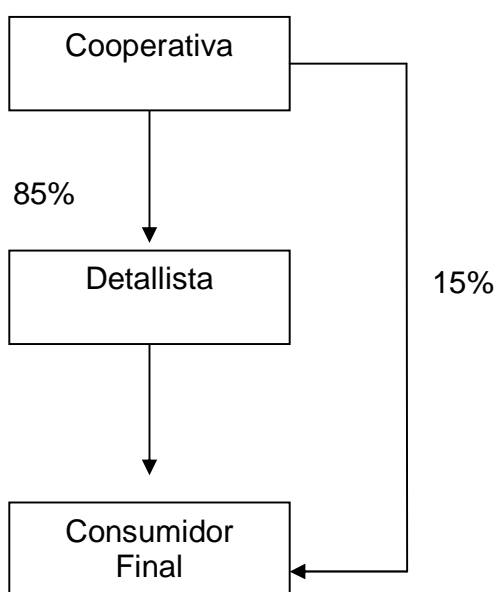 Cooperativa
85%
Detallista
15%
Consumidor
Final